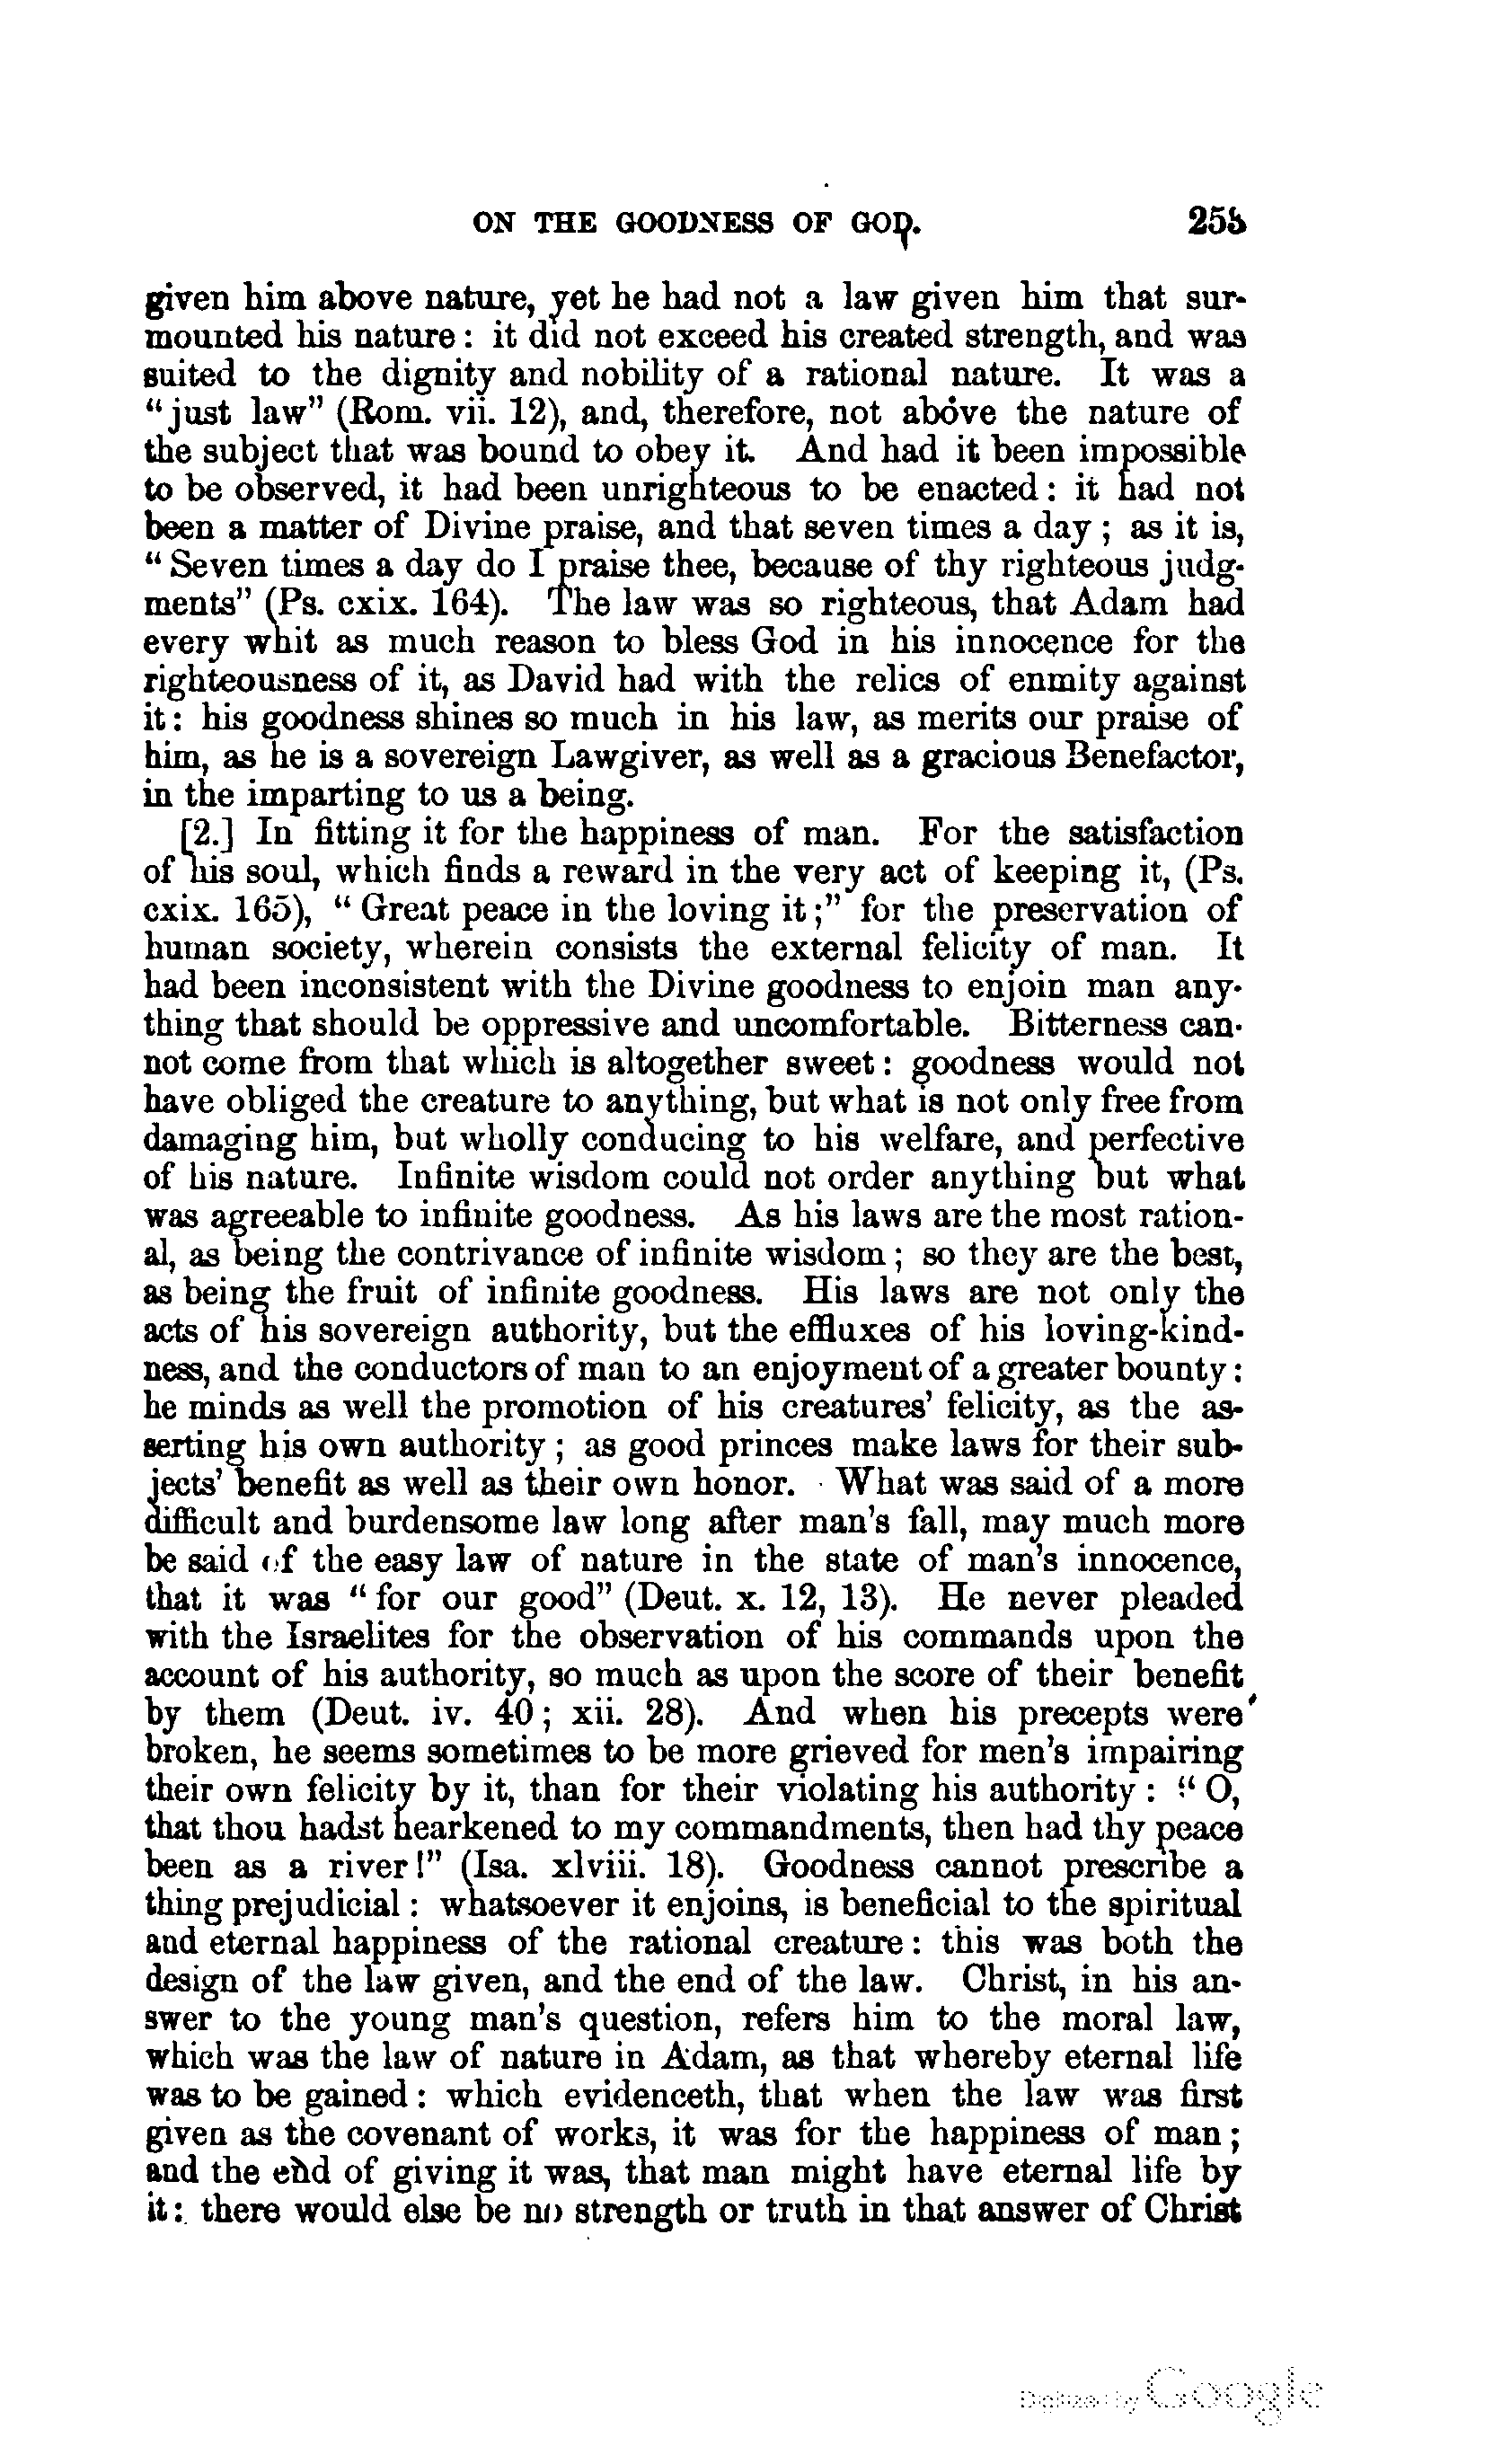 ON THE GOODNESS OF GOD.
given him above nature, yet he had not a law given him that sur-
mounted his nature: it did not exceed his created strength, and was
suited to the dignity and nobility of a rational nature. It was a
“just law” (Rom. vii. 12), and, therefore, not above the nature of
the subject that was bound to obey it. And had it been impossible
to be observed, it had been unrighteous to be enacted: it had not
been a matter of Divine praise, and that seven times a day; as it is,
“Seven times a day do I praise thee, because of thy righteous judg-
ments” (Ps. cxix. 164). The law was so righteous, that Adam had
every whit as much reason to bless God in his innocence for the
righteousness of it, as David had with the relics of enmity against
it: his goodness shines so much in his law, as merits our praise of
him, as he is a sovereign Lawgiver, as well as a gracious Benefactor,
in the imparting to us a being.
[2.] In fitting it for the happiness of man. For the satisfaction
of his soul, which finds a reward in the very act of keeping it, (Ps.
cxix. 165), “Great peace in the loving it;” for the preservation of
human society, wherein consists the external felicity of man. It
had been inconsistent with the Divine goodness to enjoin man any-
thing that should be oppressive and uncomfortable. Bitterness can-
not come from that which is altogether sweet: goodness would not
have obliged the creature to anything, but what is not only free from
damaging him, but wholly conducing to his welfare, and perfective
of his nature. Infinite wisdom could not order anything but what
was agreeable to infinite goodness. As his laws are the most ration-
al, as being the contrivance of infinite wisdom; so they are the best,
as being the fruit of infinite goodness. His laws are not only the
acts of his sovereign authority, but the effluxes of his loving-kind-
ness, and the conductors of man to an enjoyment of a greater bounty:
he minds as well the promotion of his creatures’ felicity, as the as-
serting his own authority; as good princes make laws for their sub-
jects’ benefit as well as their own honor. What was said of a more
difficult and burdensome law long after man’s fall, may much more
be said of the easy law of nature in the state of man’s innocence,
that it was “for our good” (Deut. x. 12, 13). He never pleaded
with the Israelites for the observation of his commands upon the
account of his authority, so much as upon the score of their benefit
by them (Deut. iv. 40; xii. 28). And when his precepts were
broken, he seems sometimes to be more grieved for men’s impairing
their own felicity by it, than for their violating his authority: “O,
that thou hadst hearkened to my commandments, then had thy peace
been as a river!” (Isa. xlviii. 18). Goodness cannot prescribe a
thing prejudicial: whatsoever it enjoins, is beneficial to the spiritual
and eternal happiness of the rational creature: this was both the
design of the law given, and the end of the law. Christ, in his an-
swer to the young man’s question, refers him to the moral law,
which was the law of nature in Adam, as that whereby eternal life
was to be gained: which evidenceth, that when the law was first
given as the covenant of works, it was for the happiness of man;
and the end of giving it was, that man might have eternal life by
it: there would else be no strength or truth in that answer of Christ
Digitized by Google